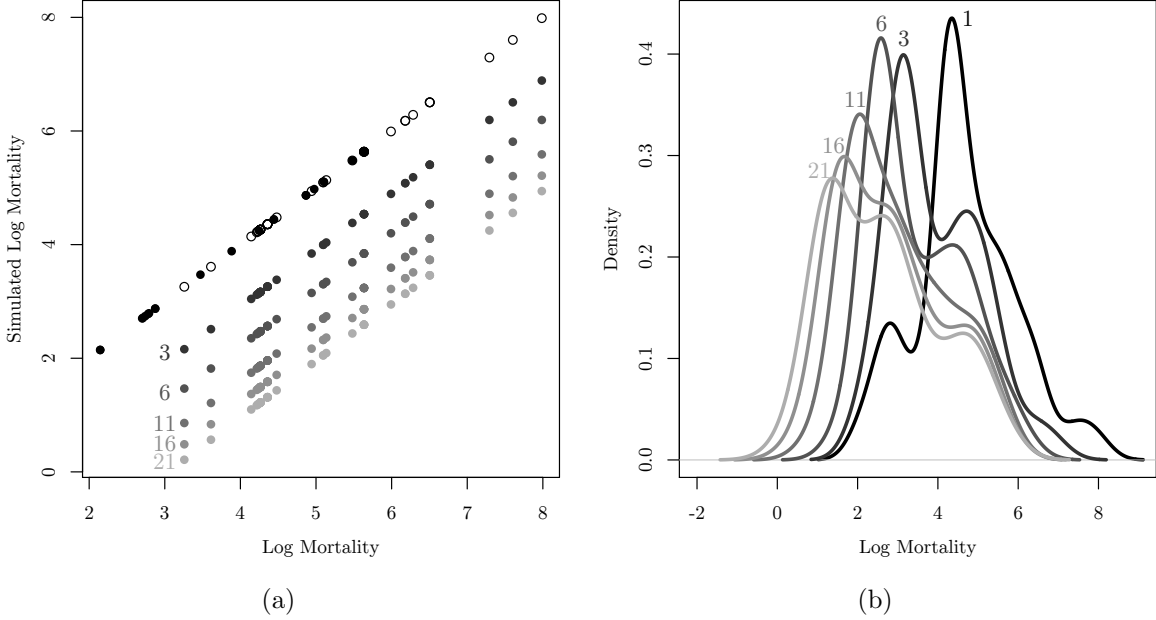 8
6
4
2
0
Simulated Log Mortality
3
6
11
16
21
2 3 4 5 6 7 8
Log Mortality
(a)
0.4
0.3
0.2
0.1
0.0
Density
1
6
3
11
16
21
-2 0 2 4 6 8
Log Mortality
(b)